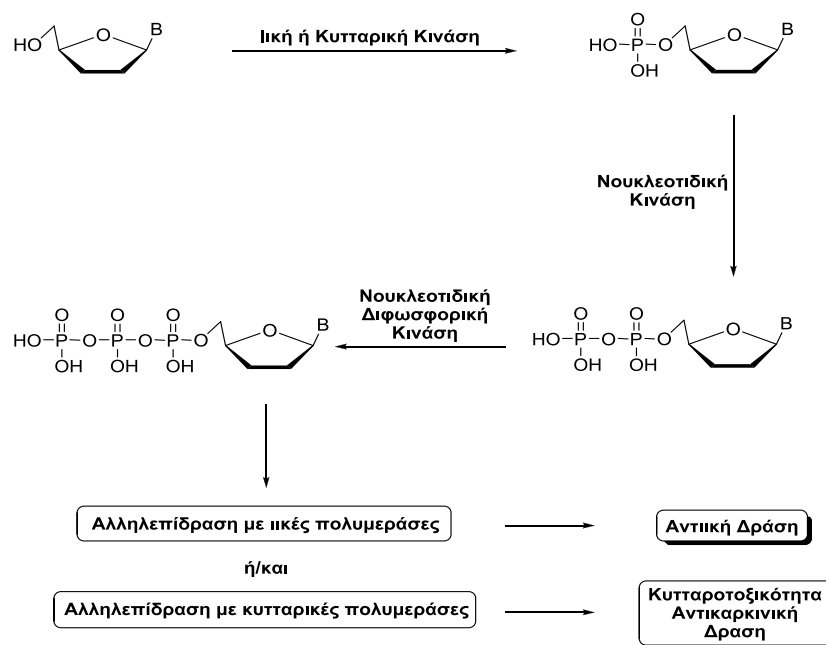 HO
O
B
Ιική ή Κυτταρική Κινάση
O
HO P O
OH
O
B
Νουκλεοτιδική
Κινάση
O O O
HO P O P O P O
OH OH OH
O
B
Νουκλεοτιδική
Διφωσφορική
Κινάση
O O
HO P O P O
OH OH
O
B
Αλληλεπίδραση με ιικές πολυμεράσες
Αντιική Δράση
ή/και
Αλληλεπίδραση με κυτταρικές πολυμεράσες
Κυτταροτοξικότητα
Αντικαρκινική
Δραση